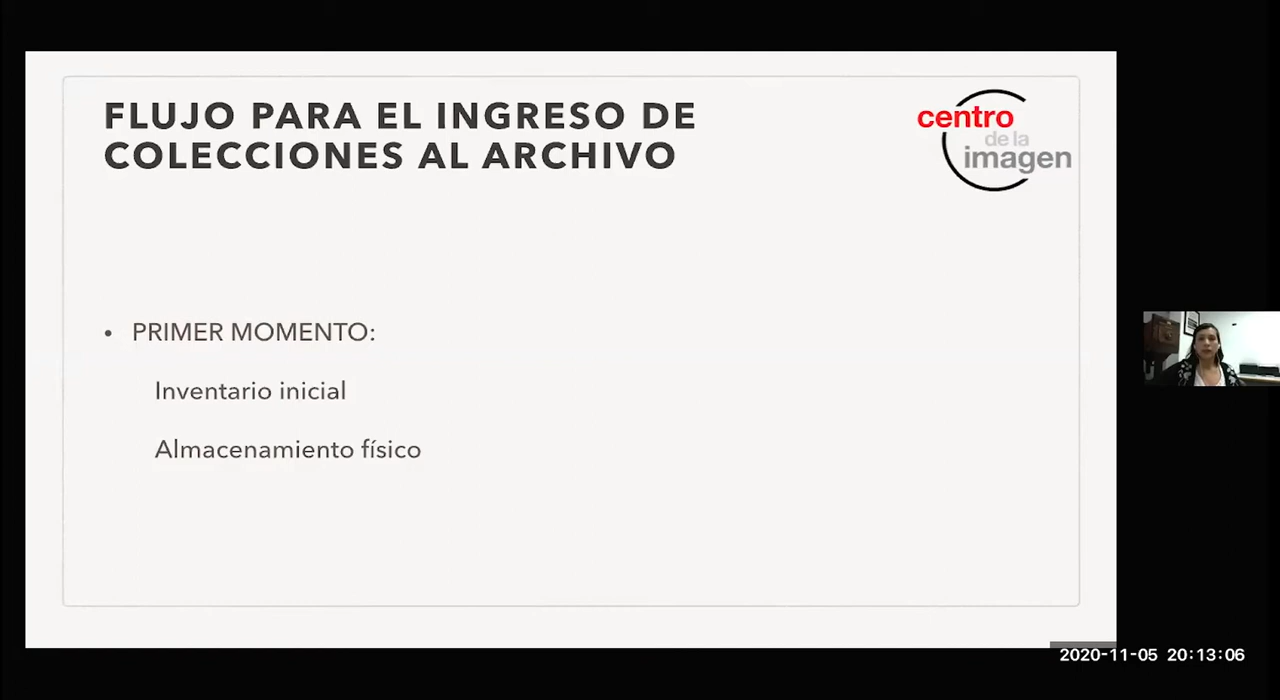 FLUJO PARA EL INGRESO DE
COLECCIONES AL ARCHIVO
centro
de la
imagen
• PRIMER MOMENTO:
Inventario inicial
Almacenamiento físico
2020-11-05 20:13:06